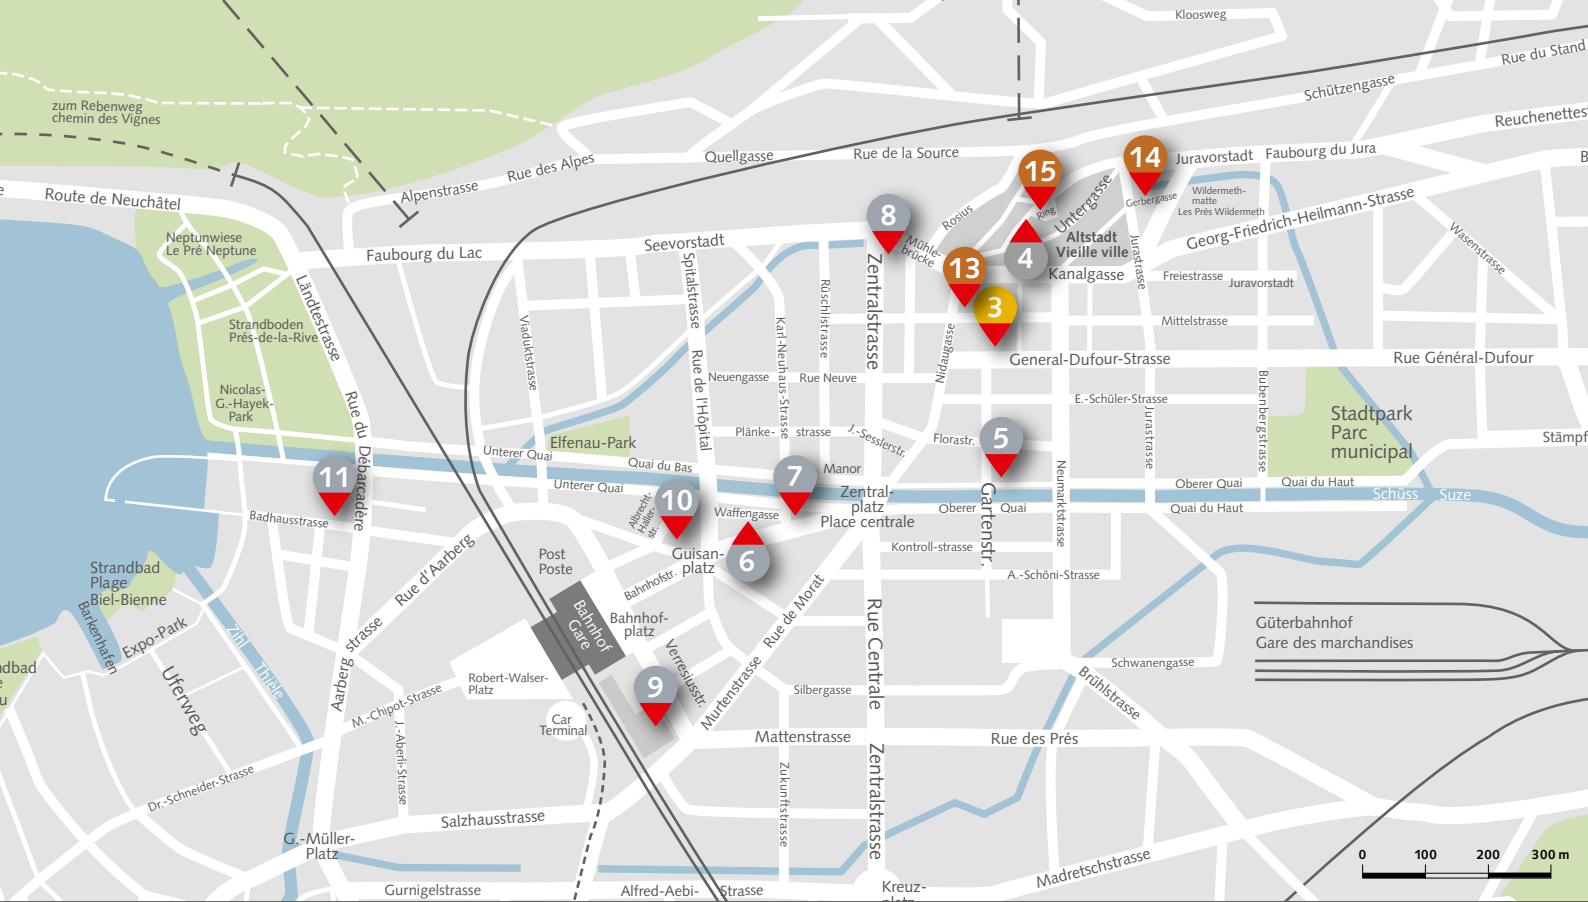 Kloosweg
Rue du Stand
Schützengasse
zum Rebenweg
chemin des Vignes
Reuchenettest
Quellgasse
Rue de la Source
Rue des Alpes
Alpenstrasse
Route de Neuchâtel
15
14
Juravorstadt
Faubourg du Jura
Gerbergasse
Wildermeth-
matte
Les Prés Wildermeth
Georg-Friedrich-Heilmann-Strasse
Wasenstrasse
8
Rosius
Ring
Untergasse
Mühle-
brücke
Altstadt
Vieille ville
4
13
3
Kanalgasse
Jurastrasse
Freiestrasse
Juravorstadt
Mittelstrasse
Neptunwiese
Le Pré Neptune
Faubourg du Lac
Seevorstadt
Ländtestrasse
Strandboden
Prés-de-la-Rive
Viaduktstrasse
Spitalstrasse
Rüschlistrasse
Karl-Neuhaus-Strasse
Zentralstrasse
Nidaugasse
General-Dufour-Strasse
Rue Général-Dufour
Nicolas-
G.-Hayek-
Park
Rue de l'Hôpital
Neuengasse
Rue Neuve
E.-Schüler-Strasse
Jurastrasse
Bubenbergstrasse
Stadtpark
Parc
municipal
Stämpf
Rue du Débarcadère
Elfenau-Park
Plänke-
strasse
J.-Sesslerstr.
Florastr.
5
Unterer Quai
Quai du Bas
Manor
7
11
Unterer Quai
10
Albrecht-
Haller-
str.
Waffengasse
Zentral-
platz
Place centrale
Oberer
Quai
Gartenstr.
Neumarktstrasse
Oberer Quai
Quai du Haut
Quai du Haut
Schüss
Suze
Badhausstrasse
Rue d'Aarberg
Post
Poste
Guisan-
platz
6
Kontroll-strasse
A.-Schöni-Strasse
Bahnhofstr.
Bahnhof
Gare
Bahnhof-
platz
Rue de Morat
Rue Centrale
Strandbad
Plage
Biel-Bienne
Barkenhafen
Expo-Park
Zihl
Thièle
Uferweg
Aarberg
strasse
Güterbahnhof
Gare des marchandises
Schwanengasse
Brühlstrasse
Verresiusstr.
9
Murtenstrasse
Silbergasse
Robert-Walser-
Platz
M.-Chipot-Strasse
Car
Terminal
J.-Aberli-Strasse
Mattenstrasse
Rue des Prés
Zukunftstrasse
Zentralstrasse
Dr.-Schneider-Strasse
Salzhausstrasse
G.-Müller-
Platz
Madretschstrasse
Gurnigelstrasse
Alfred-Aebi-
Strasse
Kreuz-
0
100
200
300 m